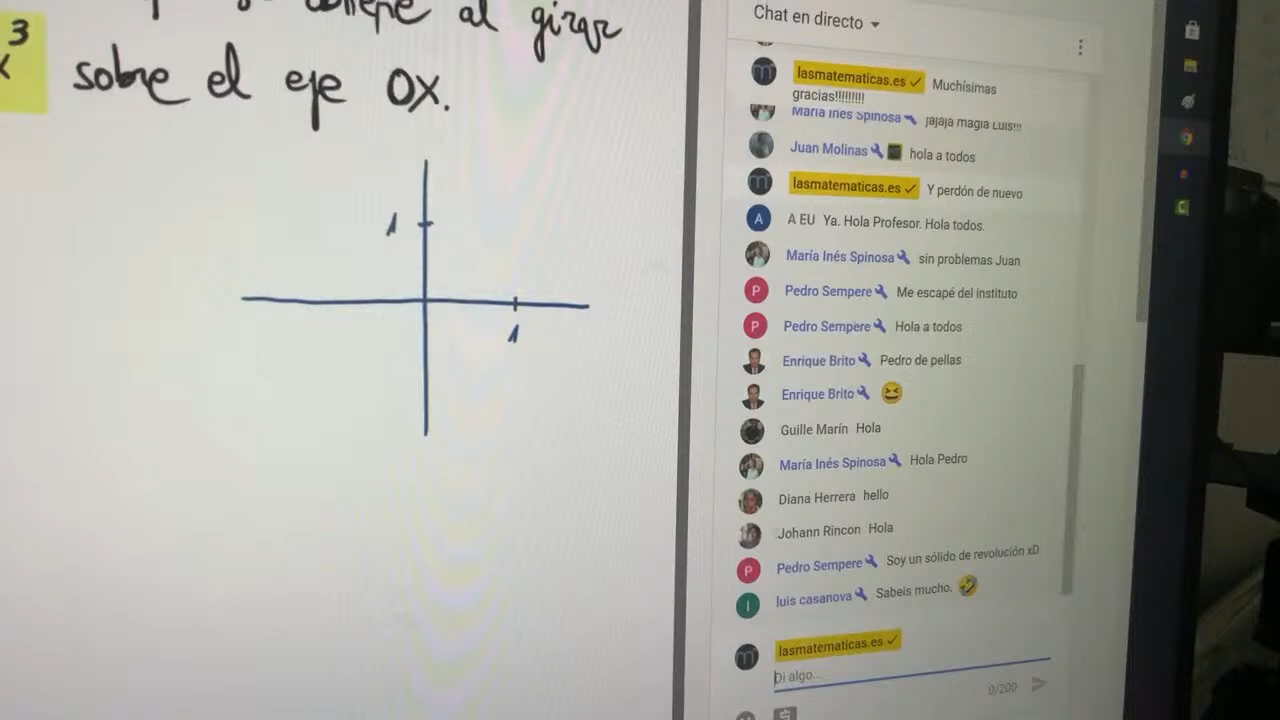 al girar
x³ sobre el eje OX.
1
1
Chat en directo
lasmatematicas.es Muchísimas
gracias!!!!!!!!!
María Inés Spinosa jajaja magia Luis!!!
Juan Molinas hola a todos
lasmatematicas.es Y perdón de nuevo
A A EU Ya. Hola Profesor. Hola todos.
María Inés Spinosa sin problemas Juan
P Pedro Sempere Me escapé del instituto
P Pedro Sempere Hola a todos
Enrique Brito Pedro de pellas
Enrique Brito
Guille Marín Hola
María Inés Spinosa Hola Pedro
Diana Herrera hello
Johann Rincon Hola
P Pedro Sempere Soy un sólido de revolución xD
l luis casanova Sabeis mucho.
lasmatematicas.es
Di algo...
0/200